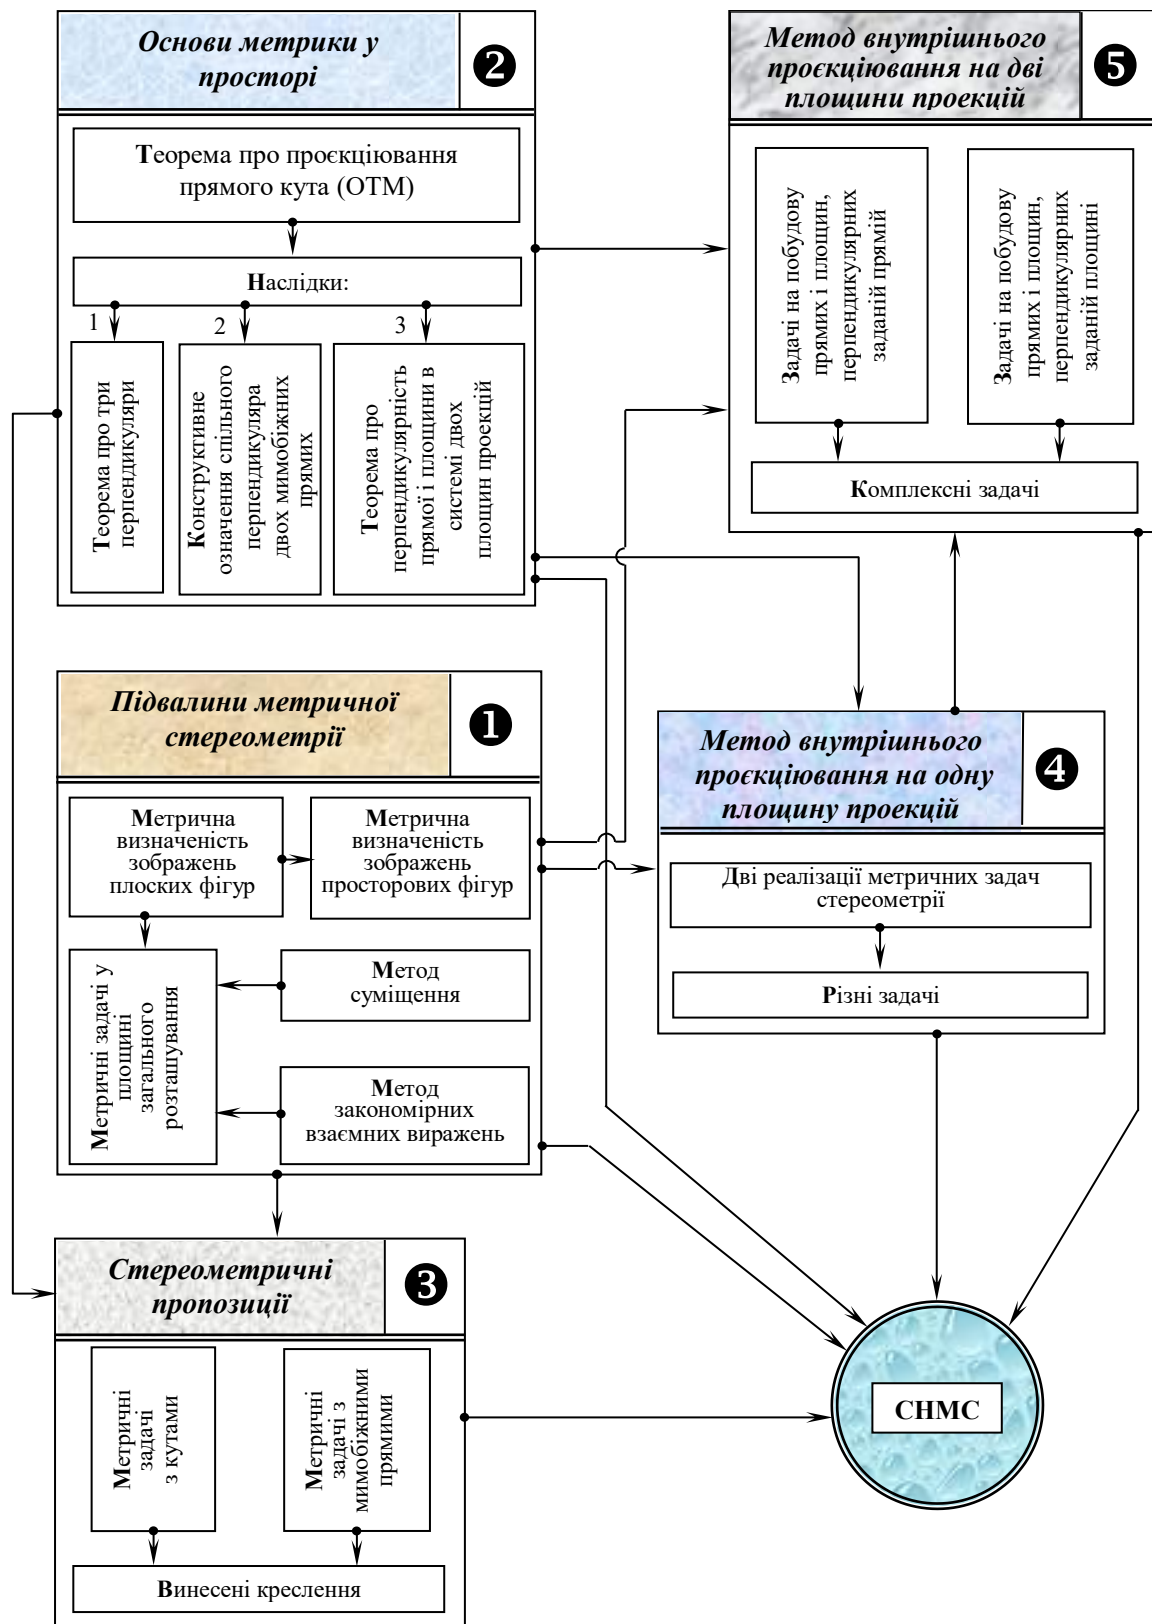 Основи метрики у
просторі
❷
Теорема про проєкціювання
прямого кута (ОТМ)
Наслідки:
1
2
3
Теорема про три
перпендикуляри
Конструктивне
означення спільного
перпендикуляра
двох мимобіжних
прямих
Теорема про
перпендикулярність
прямої і площини в
системі двох
площин проекцій
Метод внутрішнього
проєкціювання на дві
площини проекцій
❺
Задачі на побудову
прямих і площин,
перпендикулярних
заданій прямій
Задачі на побудову
прямих і площин,
перпендикулярних
заданій площині
Комплексні задачі
Підвалини метричної
стереометрії
❶
Метрична
визначеність
зображень
плоских фігур
Метрична
визначеність
зображень
просторових фігур
Метричні задачі у
площині
загального
розташування
Метод
суміщення
Метод
закономірних
взаємних виражень
Метод внутрішнього
проєкціювання на одну
площину проекцій
❹
Дві реалізації метричних задач
стереометрії
Різні задачі
Стереометричні
пропозиції
❸
Метричні
задачі
з кутами
Метричні
задачі з
мимобіжними
прямими
Винесені креслення
СНМС